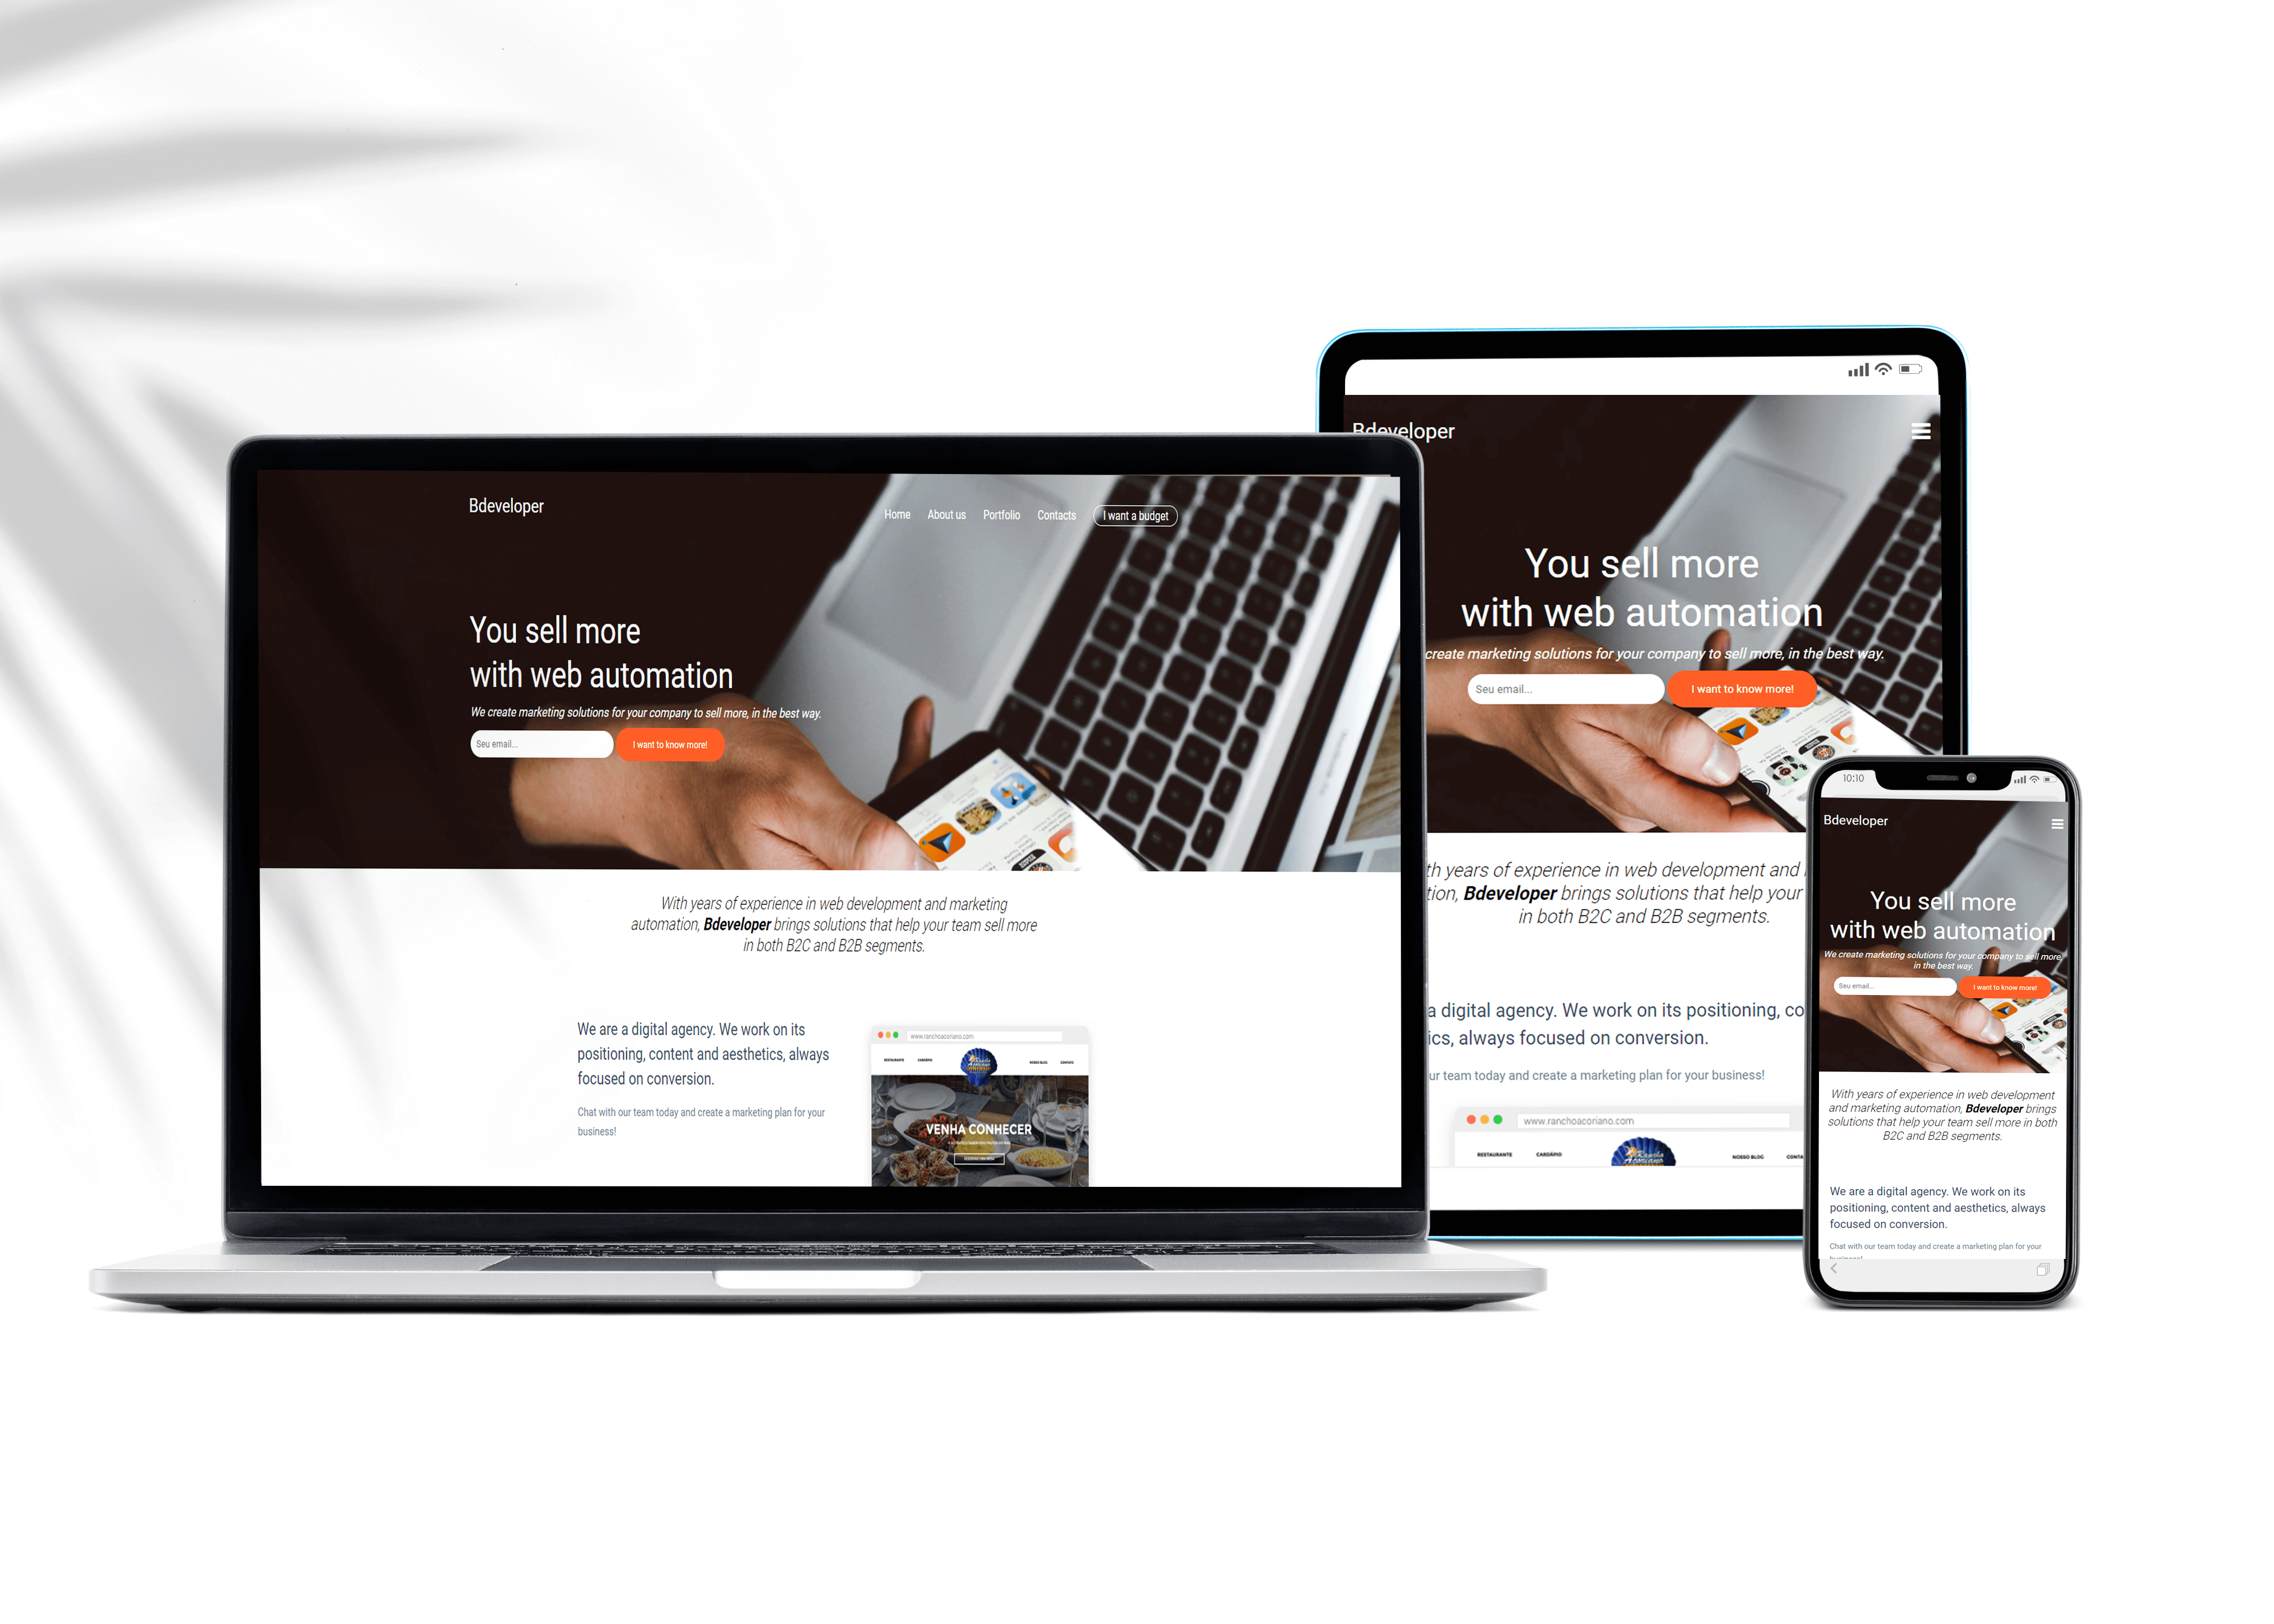 Bdeveloper
Home About us Portfolio Contacts I want a budget
You sell more
with web automation
We create marketing solutions for your company to sell more, in the best way.
Seu email... I want to know more!
With years of experience in web development and marketing
automation, Bdeveloper brings solutions that help your team sell more
in both B2C and B2B segments.
We are a digital agency. We work on its
positioning, content and aesthetics, always
focused on conversion.
Chat with our team today and create a marketing plan for your
business!
www.ranchoacoriano.com
RESTAURANTE CARDÁPIO NOSSO BLOG CONTATO
VENHA CONHECER
Bdeveloper
You sell more
with web automation
create marketing solutions for your company to sell more, in the best way.
Seu email... I want to know more!
th years of experience in web development and
tion, Bdeveloper brings solutions that help your
in both B2C and B2B segments.
a digital agency. We work on its positioning, co
ics, always focused on conversion.
ur team today and create a marketing plan for your business!
www.ranchoacoriano.com
RESTAURANTE CARDÁPIO Rancho Açoriano NOSSO BLOG CONTA
10:10
Bdeveloper
You sell more
with web automation
We create marketing solutions for your company to sell more,
in the best way.
Seu email... I want to know more!
With years of experience in web development
and marketing automation, Bdeveloper brings
solutions that help your team sell more in both
B2C and B2B segments.
We are a digital agency. We work on its
positioning, content and aesthetics, always
focused on conversion.
Chat with our team today and create a marketing plan for your